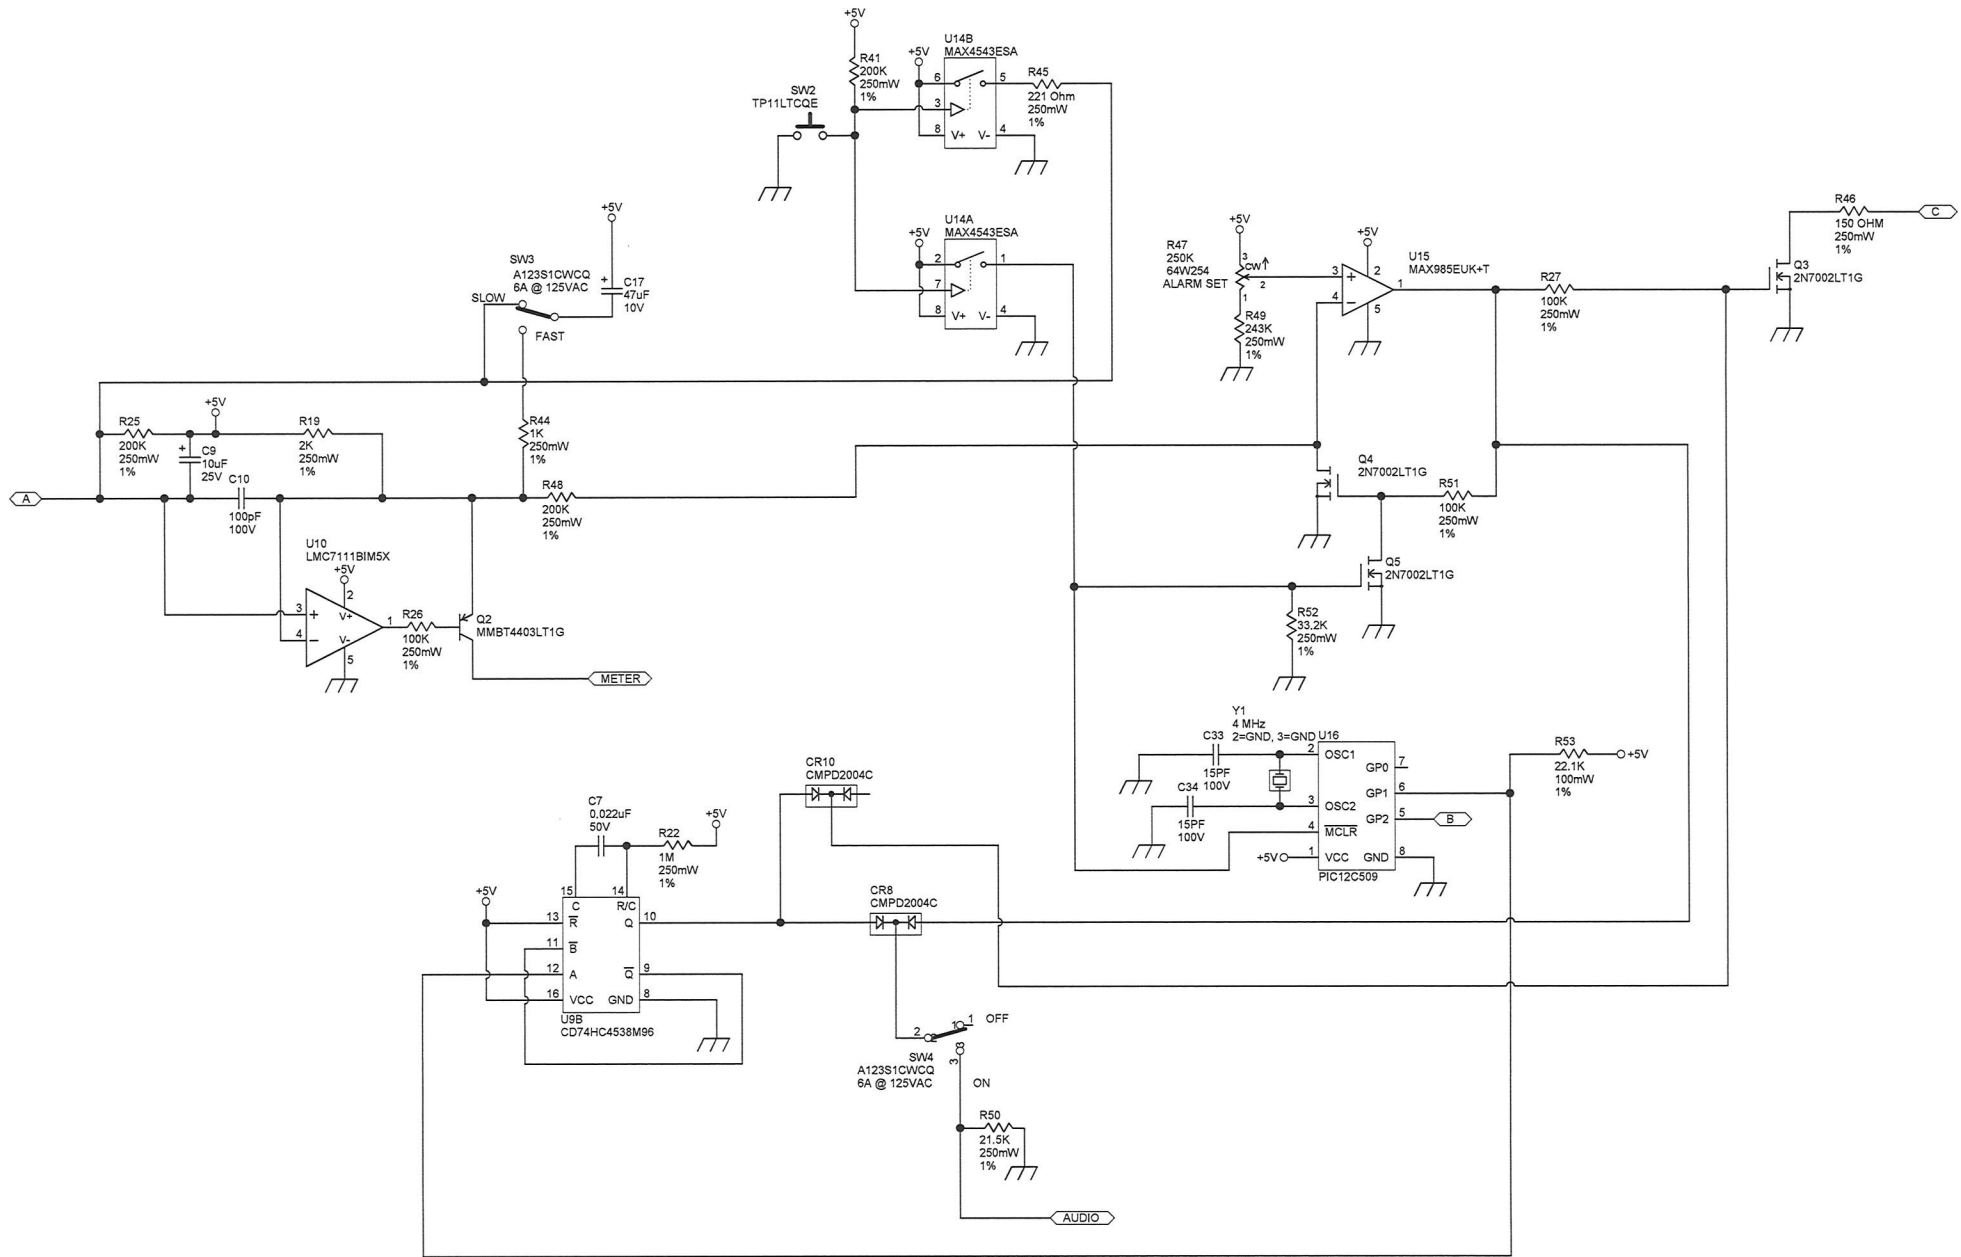 +5V
R41
200K
250mW
1%
SW2
TP11LTCQE
+5V
U14B
MAX4543ESA
6
5
3
8
V+
V-
4
R45
221 Ohm
250mW
1%
+5V
U14A
MAX4543ESA
2
1
7
8
V+
V-
4
+5V
SW3
A123S1CWCQ
6A @ 125VAC
SLOW
FAST
+
C17
47uF
10V
R47
250K
64W254
ALARM SET
+5V
3
CW
2
1
R49
243K
250mW
1%
+5V
U15
MAX985EUK+T
3
+
2
4
−
1
5
R27
100K
250mW
1%
R46
150 OHM
250mW
1%
C
Q3
2N7002LT1G
A
R25
200K
250mW
1%
+5V
+
C9
10uF
25V
R19
2K
250mW
1%
C10
100pF
100V
R44
1K
250mW
1%
R48
200K
250mW
1%
Q4
2N7002LT1G
R51
100K
250mW
1%
Q5
2N7002LT1G
R52
33.2K
250mW
1%
U10
LMC7111BIM5X
+5V
2
3
+
V+
4
−
V-
1
5
R26
100K
250mW
1%
Q2
MMBT4403LT1G
METER
Y1
4 MHz
2=GND, 3=GND
U16
C33
15PF
100V
C34
15PF
100V
2
OSC1
GP0
7
GP1
6
3
OSC2
GP2
5
B
4
MCLR
+5V
1
VCC
GND
8
PIC12C509
R53
22.1K
100mW
1%
+5V
CR10
CMPD2004C
C7
0.022uF
50V
R22
1M
250mW
1%
+5V
+5V
15
14
C
R/C
13
R
Q
10
11
B
12
A
Q
9
16
VCC
GND
8
U9B
CD74HC4538M96
CR8
CMPD2004C
2
1
OFF
SW4
A123S1CWCQ
6A @ 125VAC
3
ON
R50
21.5K
250mW
1%
AUDIO